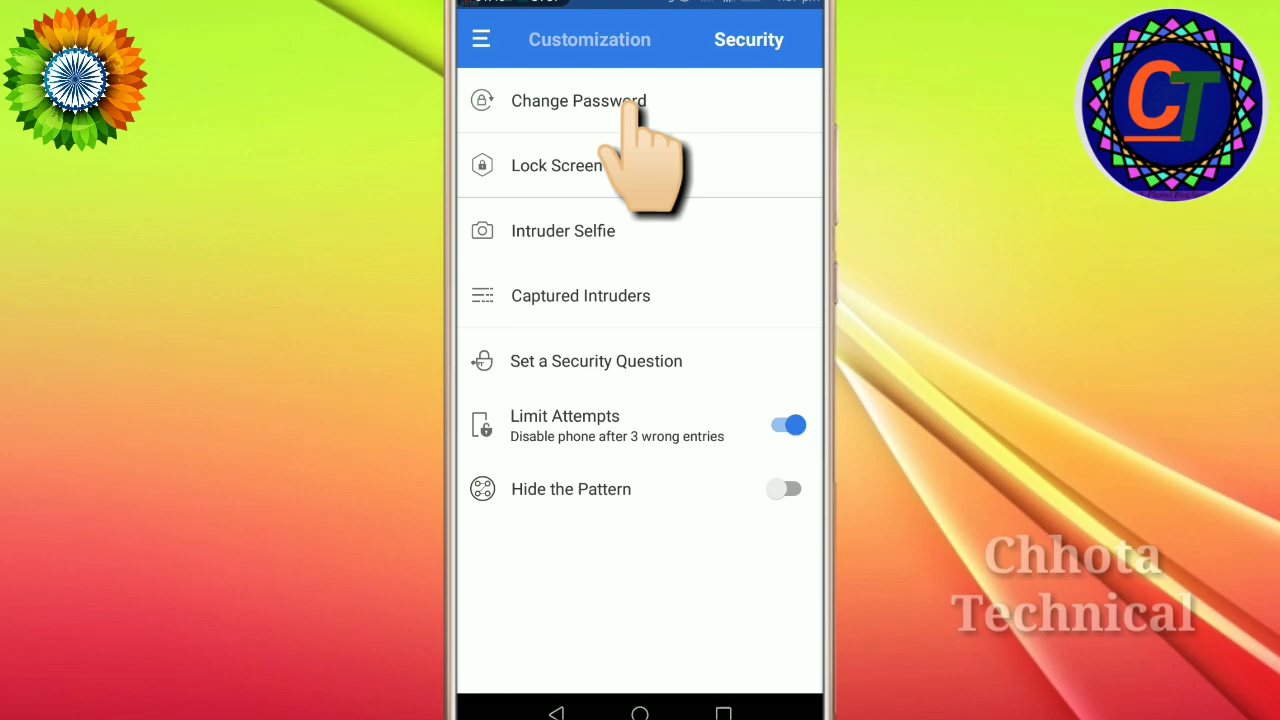 Customization Security
Change Password
Lock Screen
Intruder Selfie
Captured Intruders
Set a Security Question
Limit Attempts
Disable phone after 3 wrong entries
Hide the Pattern
CT
Chhota
Technical